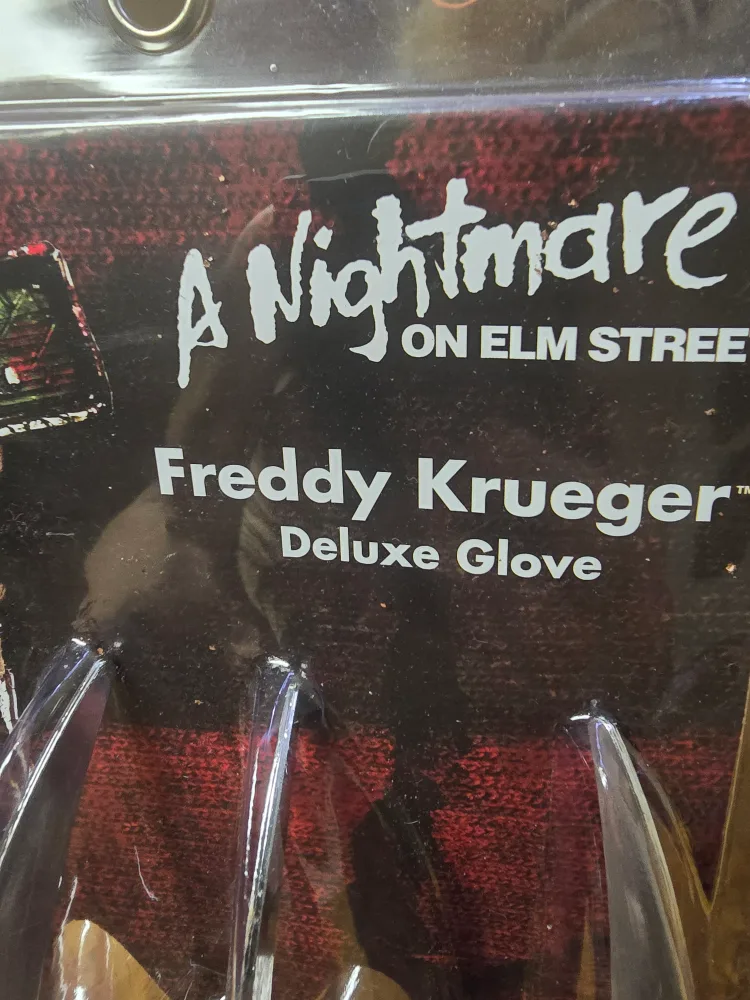 A Nightmare
ON ELM STREE
Freddy Krueger™
Deluxe Glove